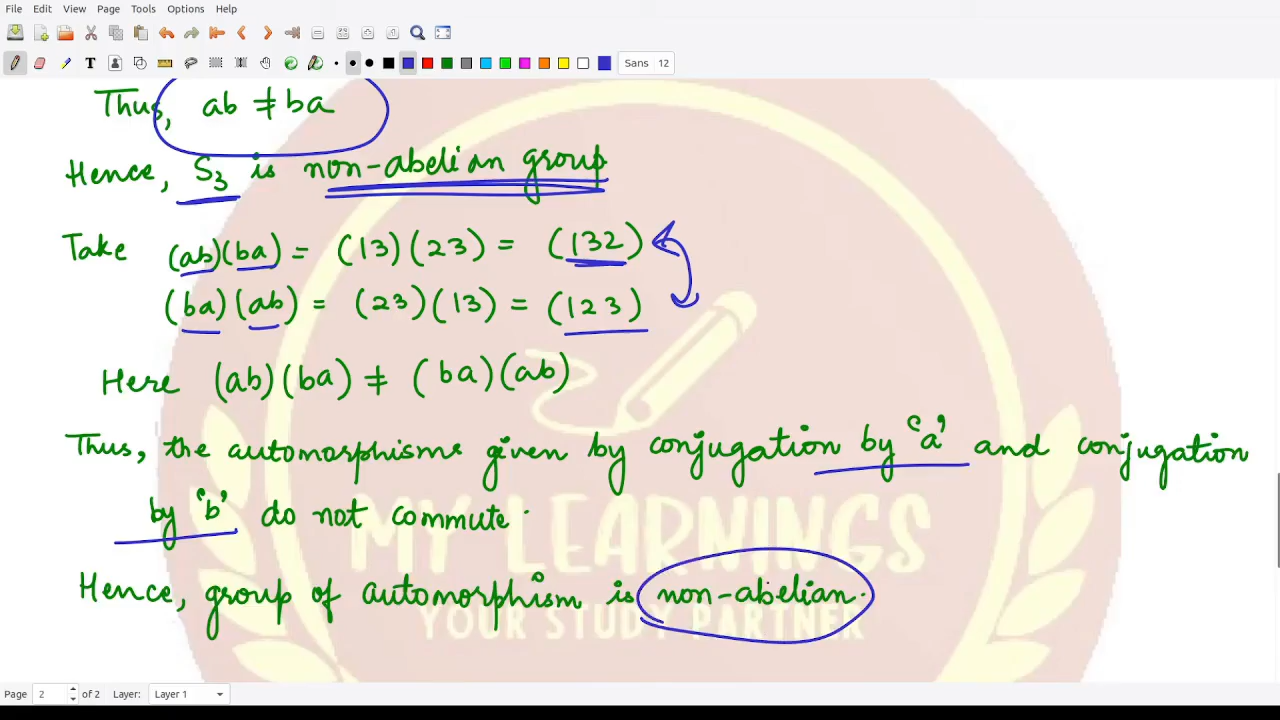 File Edit View Page Tools Options Help
Sans 12
Thus, ab ≠ ba
Hence, S₃ is non-abelian group
Take (ab)(ba) = (13)(23) = (132)
(ba)(ab) = (23)(13) = (123)
Here (ab)(ba) ≠ (ba)(ab)
Thus, the automorphisms given by conjugation by 'a' and conjugation
by 'b' do not commute.
MY LEARNINGS
Hence, group of automorphism is non-abelian.
YOUR STUDY PARTNER
Page 2 of 2 Layer: Layer 1